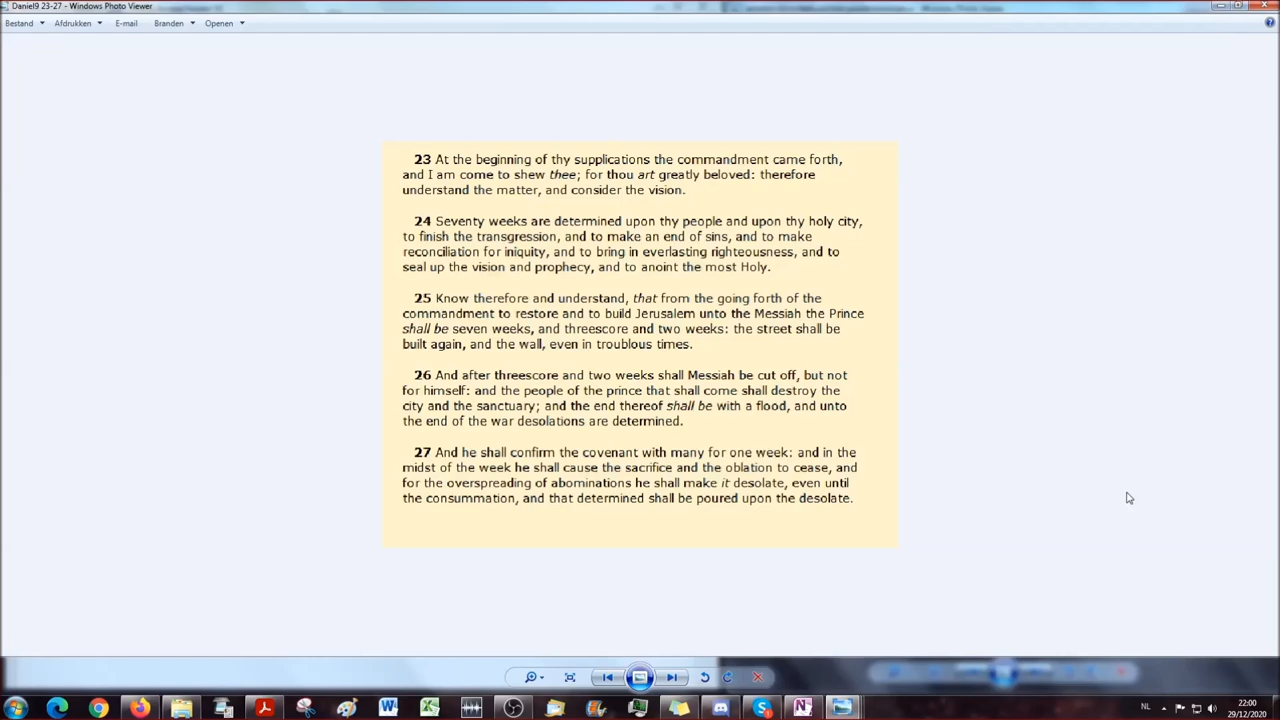 Daniel9 23-27 - Windows Photo Viewer
Bestand Afdrukken E-mail Branden Openen
23 At the beginning of thy supplications the commandment came forth,
and I am come to shew thee; for thou art greatly beloved: therefore
understand the matter, and consider the vision.
24 Seventy weeks are determined upon thy people and upon thy holy city,
to finish the transgression, and to make an end of sins, and to make
reconciliation for iniquity, and to bring in everlasting righteousness, and to
seal up the vision and prophecy, and to anoint the most Holy.
25 Know therefore and understand, that from the going forth of the
commandment to restore and to build Jerusalem unto the Messiah the Prince
shall be seven weeks, and threescore and two weeks: the street shall be
built again, and the wall, even in troublous times.
26 And after threescore and two weeks shall Messiah be cut off, but not
for himself: and the people of the prince that shall come shall destroy the
city and the sanctuary; and the end thereof shall be with a flood, and unto
the end of the war desolations are determined.
27 And he shall confirm the covenant with many for one week: and in the
midst of the week he shall cause the sacrifice and the oblation to cease, and
for the overspreading of abominations he shall make it desolate, even until
the consummation, and that determined shall be poured upon the desolate.
NL
22:00
29/12/2020